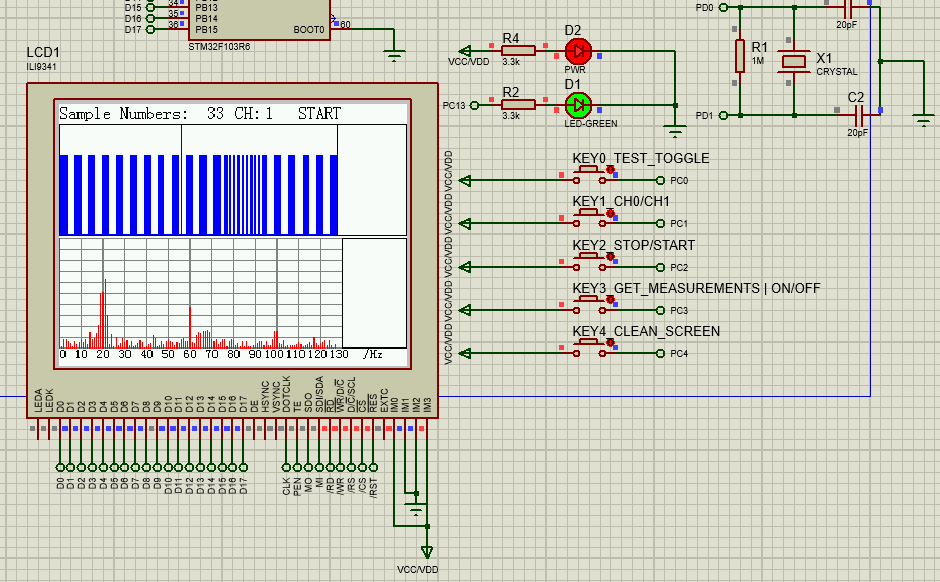 D15 34 PB13
D16 35 PB14
D17 36 PB15
BOOT0 60
STM32F103R6
LCD1
ILI9341
Sample Numbers: 33 CH:1 START
0 10 20 30 40 50 60 70 80 90 100 110 120 130 /Hz
LEDA
LEDK
D0
D1
D2
D3
D4
D5
D6
D7
D8
D9
D10
D11
D12
D13
D14
D15
D16
D17
DE
HSYNC
VSYNC
DOTCLK
TE
SDO
SDI/SDA
RD
WR/D/C
D/C/SCL
CS
RES
EXTC
IM0
IM1
IM2
IM3
D0
D1
D2
D3
D4
D5
D6
D7
D8
D9
D10
D11
D12
D13
D14
D15
D16
D17
CLK
PEN
MO
MI
/RD
/WR
/RS
/CS
/RST
VCC/VDD
R4
3.3k
VCC/VDD
D2
PWR
PC13
R2
3.3k
D1
LED-GREEN
PD0
R1
1M
X1
CRYSTAL
20pF
PD1
C2
20pF
KEY0_TEST_TOGGLE
VCC/VDD
PC0
KEY1_CH0/CH1
VCC/VDD
PC1
KEY2_STOP/START
VCC/VDD
PC2
KEY3_GET_MEASUREMENTS | ON/OFF
VCC/VDD
PC3
KEY4_CLEAN_SCREEN
VCC/VDD
PC4